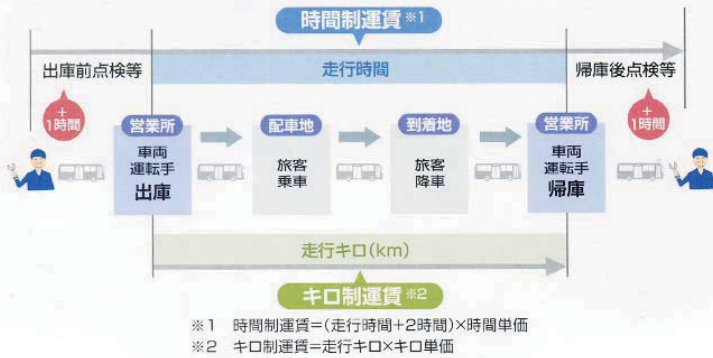 時間制運賃※1
出庫前点検等
走行時間
帰庫後点検等
+
1時間
+
1時間
営業所
車両
運転手
出庫
配車地
旅客
乗車
到着地
旅客
降車
営業所
車両
運転手
帰庫
走行キロ(km)
キロ制運賃※2
※1 時間制運賃=(走行時間+2時間)×時間単価
※2 キロ制運賃=走行キロ×キロ単価